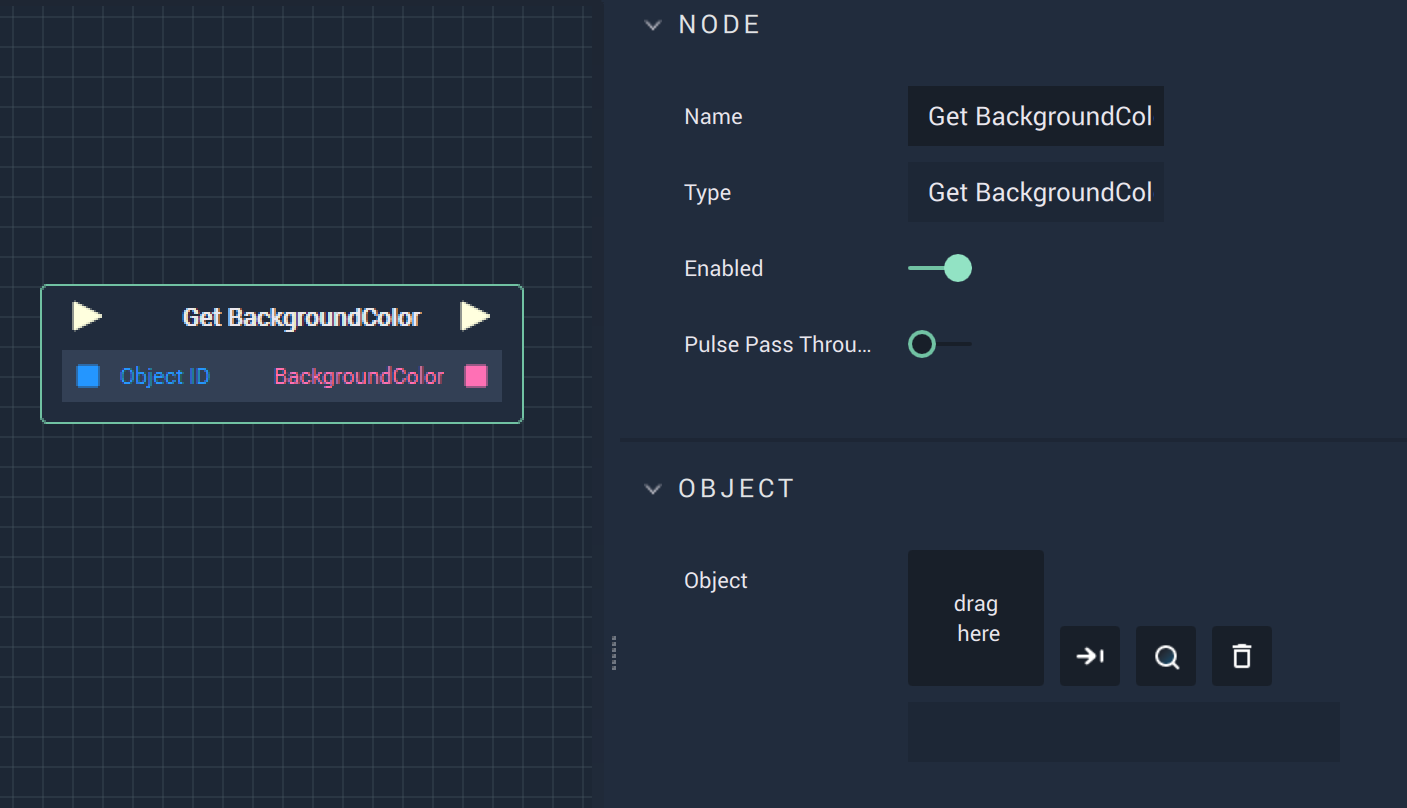 Get BackgroundColor
Object ID
BackgroundColor
NODE
Name
Get BackgroundCol
Type
Get BackgroundCol
Enabled
Pulse Pass Throu...
OBJECT
Object
drag
here